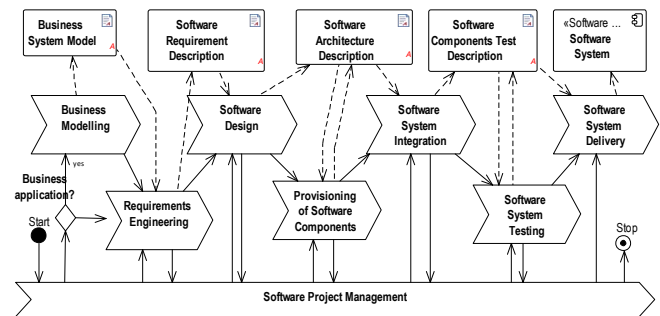 Business
System Model
A
Software
Requirement
Description
A
Software
Architecture
Description
A
Software
Components Test
Description
A
«Software ...
Software
System
Business
Modelling
Software
Design
Software
System
Integration
Software
System
Delivery
yes
Business
application?
Start
Requirements
Engineering
Provisioning
of Software
Components
Software
System
Testing
Stop
Software Project Management